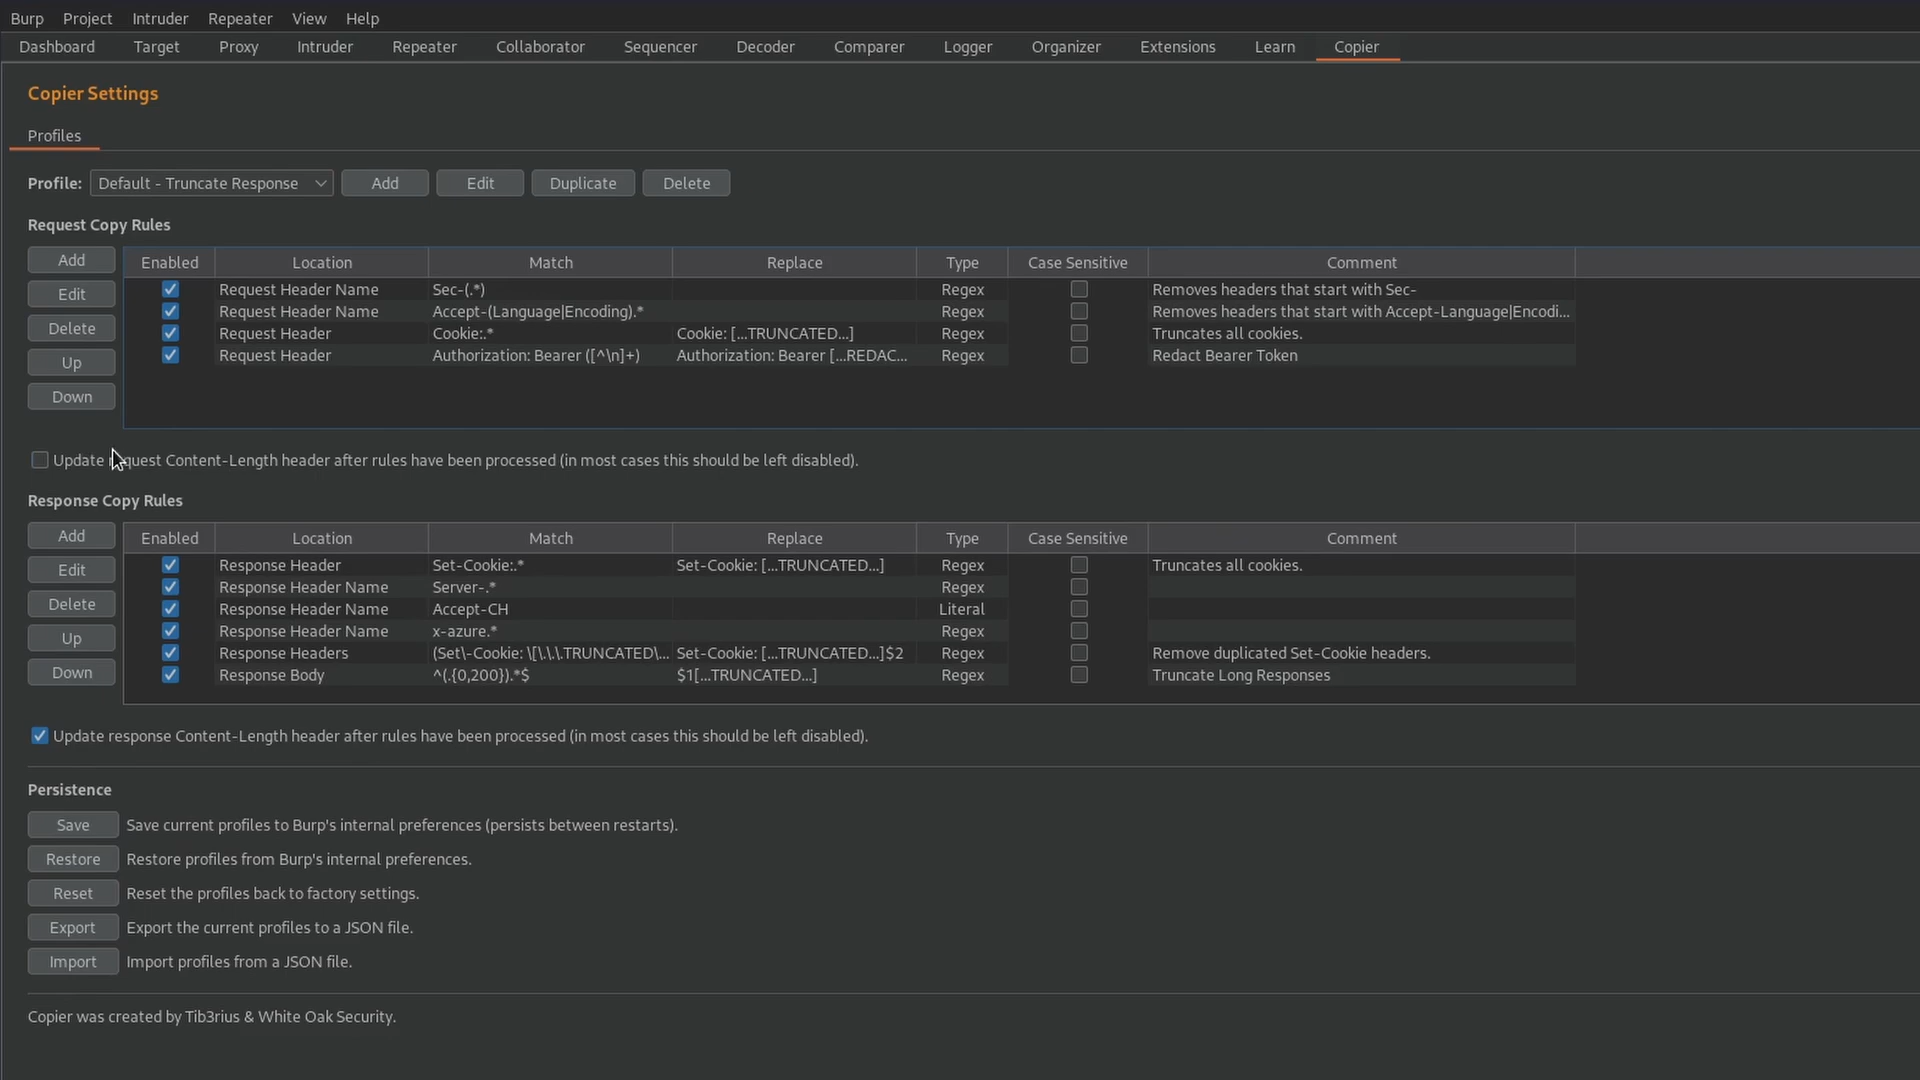 Burp Project Intruder Repeater View Help
Dashboard Target Proxy Intruder Repeater Collaborator Sequencer Decoder Comparer Logger Organizer Extensions Learn Copier
Copier Settings
Profiles
Profile: Default - Truncate Response Add Edit Duplicate Delete
Request Copy Rules
Add Enabled Location Match Replace Type Case Sensitive Comment
Request Header Name Sec-(.*) Regex Removes headers that start with Sec-
Edit Request Header Name Accept-(Language|Encoding).* Regex Removes headers that start with Accept-Language|Encodi...
Delete Request Header Cookie:.* Cookie: [...TRUNCATED...] Regex Truncates all cookies.
Up Request Header Authorization: Bearer ([^\n]+) Authorization: Bearer [...REDAC... Regex Redact Bearer Token
Down
Update request Content-Length header after rules have been processed (in most cases this should be left disabled).
Response Copy Rules
Add Enabled Location Match Replace Type Case Sensitive Comment
Response Header Set-Cookie:.* Set-Cookie: [...TRUNCATED...] Regex Truncates all cookies.
Edit Response Header Name Server-.* Regex
Delete Response Header Name Accept-CH Literal
Up Response Header Name x-azure.* Regex
Response Headers (Set\-Cookie: \[\.\.\.TRUNCATED\... Set-Cookie: [...TRUNCATED...]$2 Regex Remove duplicated Set-Cookie headers.
Down Response Body ^(.{0,200}).*$ $1[...TRUNCATED...] Regex Truncate Long Responses
Update response Content-Length header after rules have been processed (in most cases this should be left disabled).
Persistence
Save Save current profiles to Burp's internal preferences (persists between restarts).
Restore Restore profiles from Burp's internal preferences.
Reset Reset the profiles back to factory settings.
Export Export the current profiles to a JSON file.
Import Import profiles from a JSON file.
Copier was created by Tib3rius & White Oak Security.